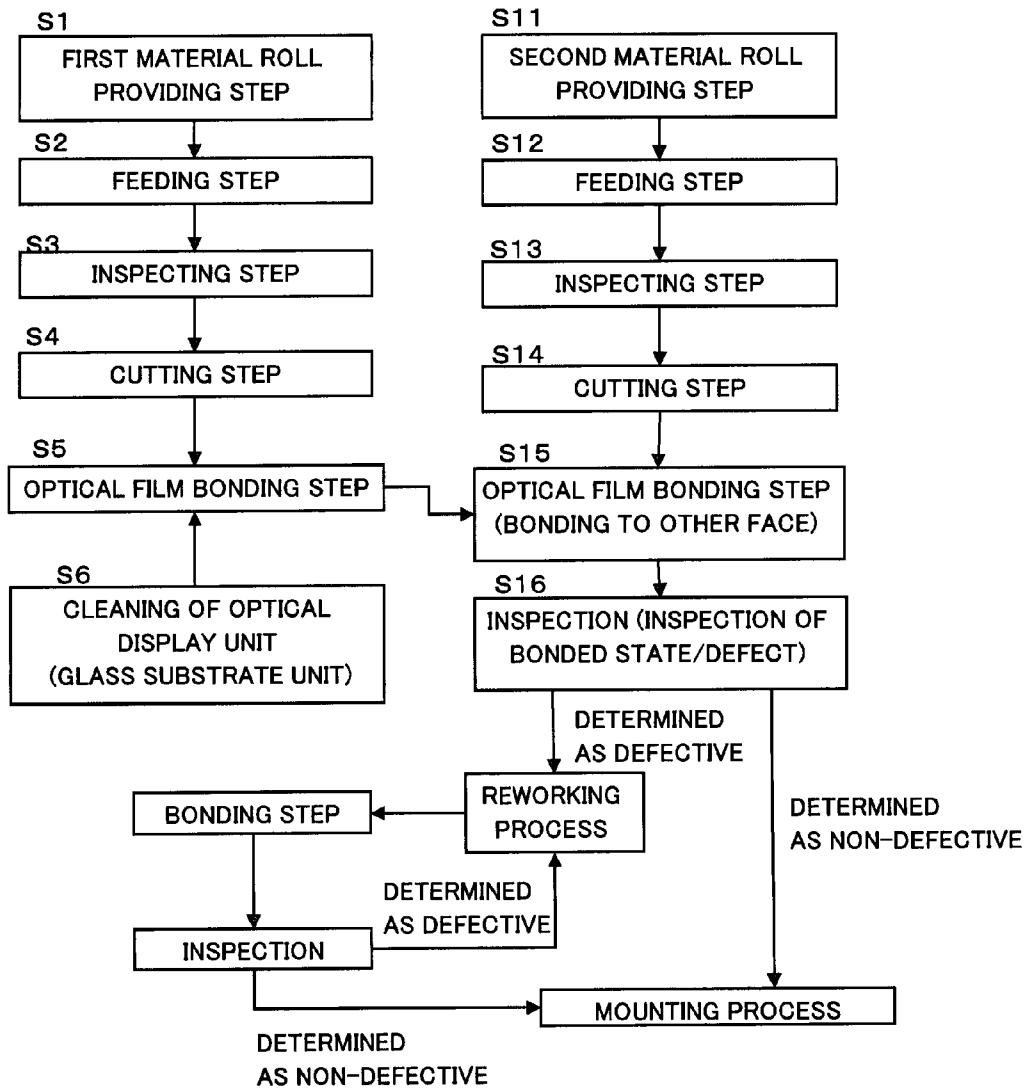 S1
FIRST MATERIAL ROLL
PROVIDING STEP
S2
FEEDING STEP
S3
INSPECTING STEP
S4
CUTTING STEP
S5
OPTICAL FILM BONDING STEP
S6
CLEANING OF OPTICAL
DISPLAY UNIT
(GLASS SUBSTRATE UNIT)
S11
SECOND MATERIAL ROLL
PROVIDING STEP
S12
FEEDING STEP
S13
INSPECTING STEP
S14
CUTTING STEP
S15
OPTICAL FILM BONDING STEP
(BONDING TO OTHER FACE)
S16
INSPECTION (INSPECTION OF
BONDED STATE/DEFECT)
DETERMINED
AS DEFECTIVE
REWORKING
PROCESS
BONDING STEP
DETERMINED
AS NON-DEFECTIVE
DETERMINED
AS DEFECTIVE
INSPECTION
MOUNTING PROCESS
DETERMINED
AS NON-DEFECTIVE